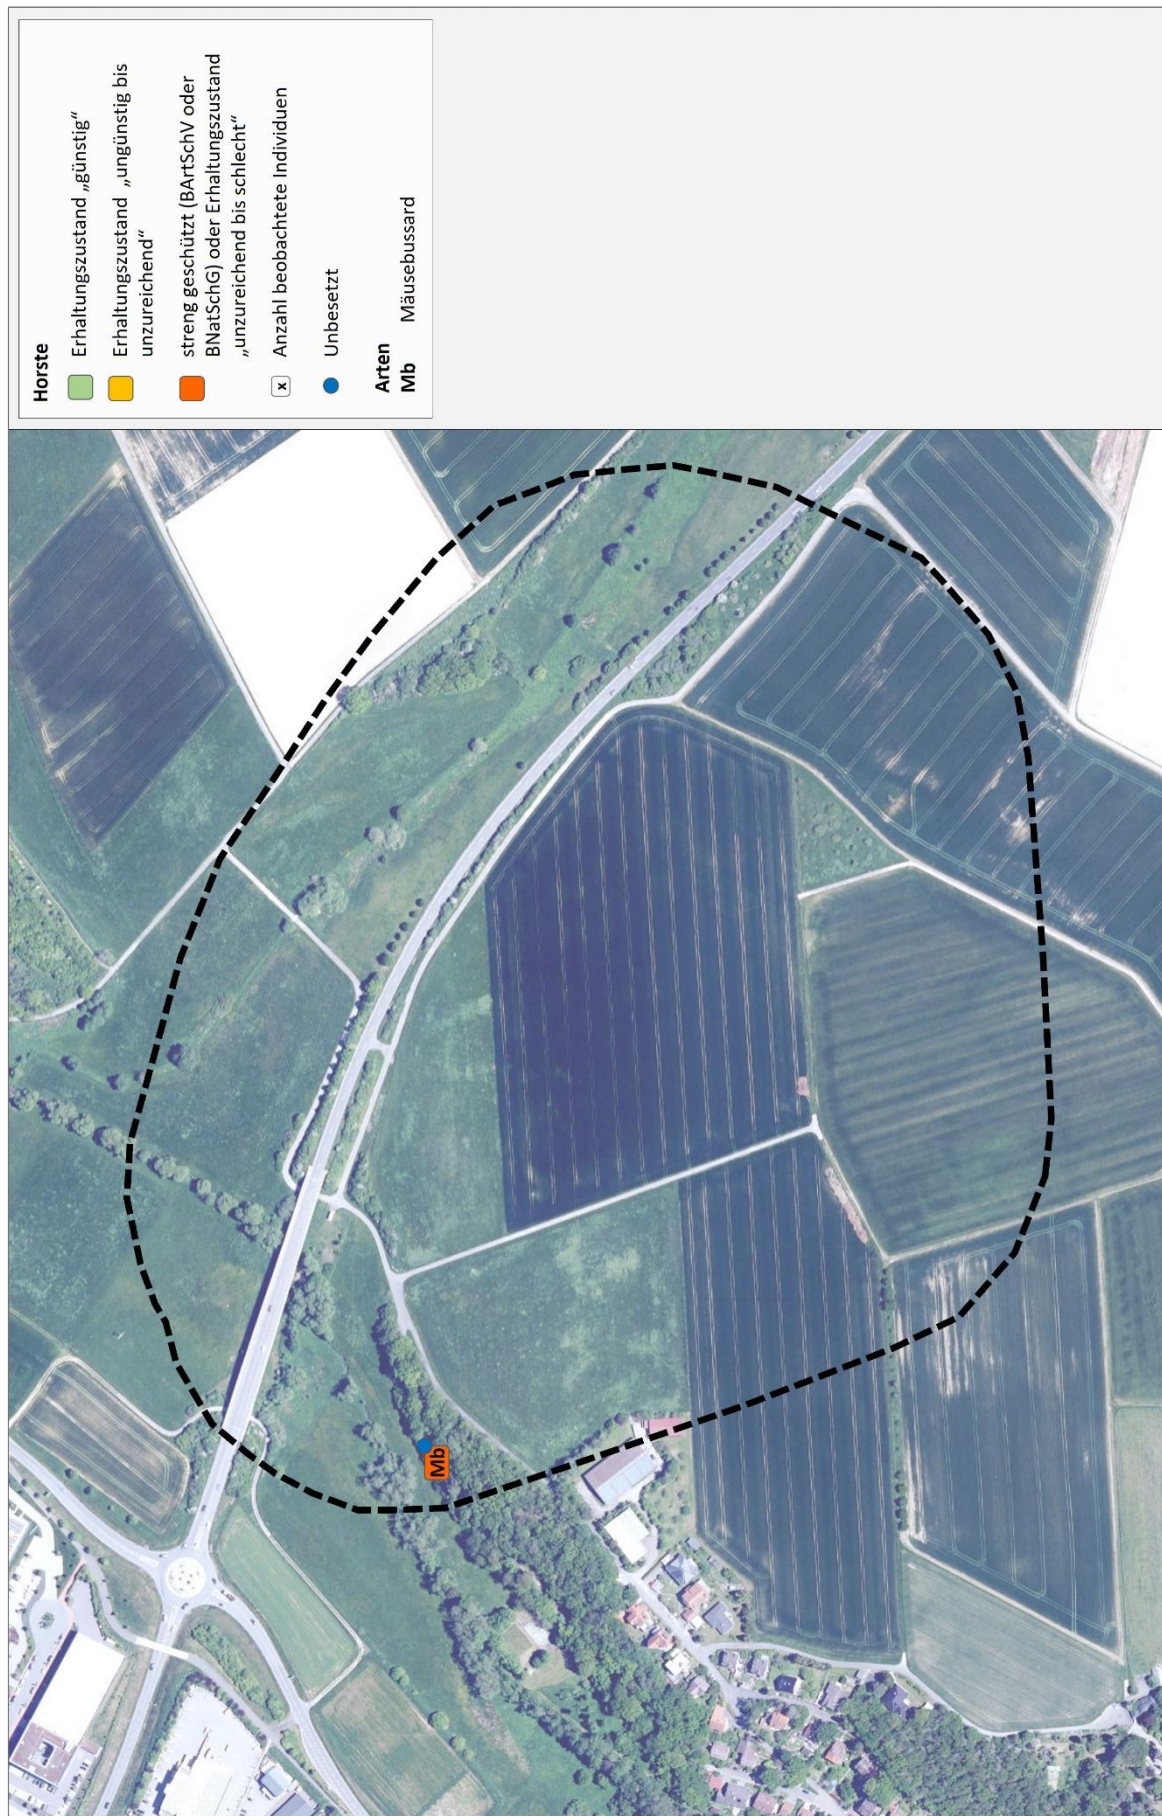 Horste
Erhaltungszustand „günstig“
Erhaltungszustand „ungünstig bis
unzureichend“
streng geschützt (BArtSchV oder
BNatSchG) oder Erhaltungszustand
„unzureichend bis schlecht“
x Anzahl beobachtete Individuen
Unbesetzt
Arten
Mb Mäusebussard
Mb